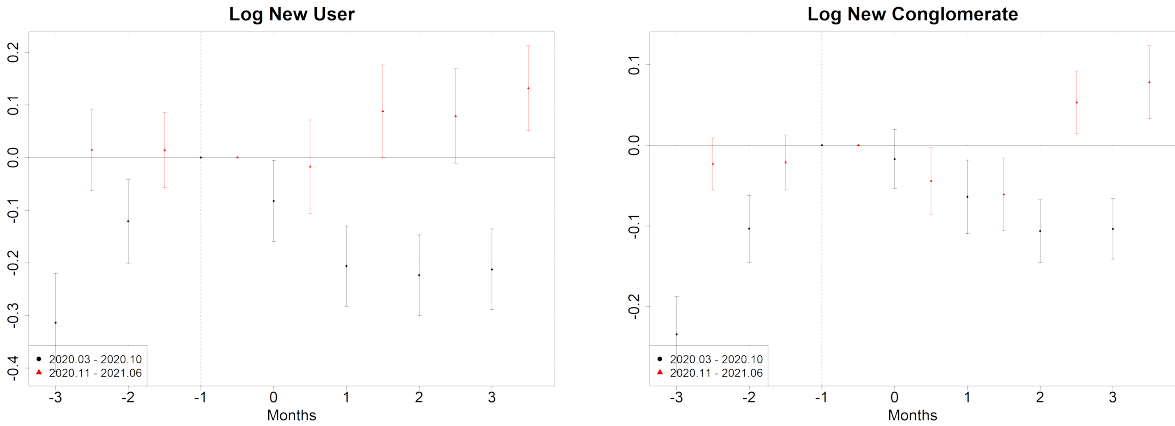 Log New User
0.2
0.1
0.0
-0.1
-0.2
-0.3
-0.4
2020.03 - 2020.10
2020.11 - 2021.06
-3 -2 -1 0 1 2 3
Months
Log New Conglomerate
0.1
0.0
-0.1
-0.2
2020.03 - 2020.10
2020.11 - 2021.06
-3 -2 -1 0 1 2 3
Months